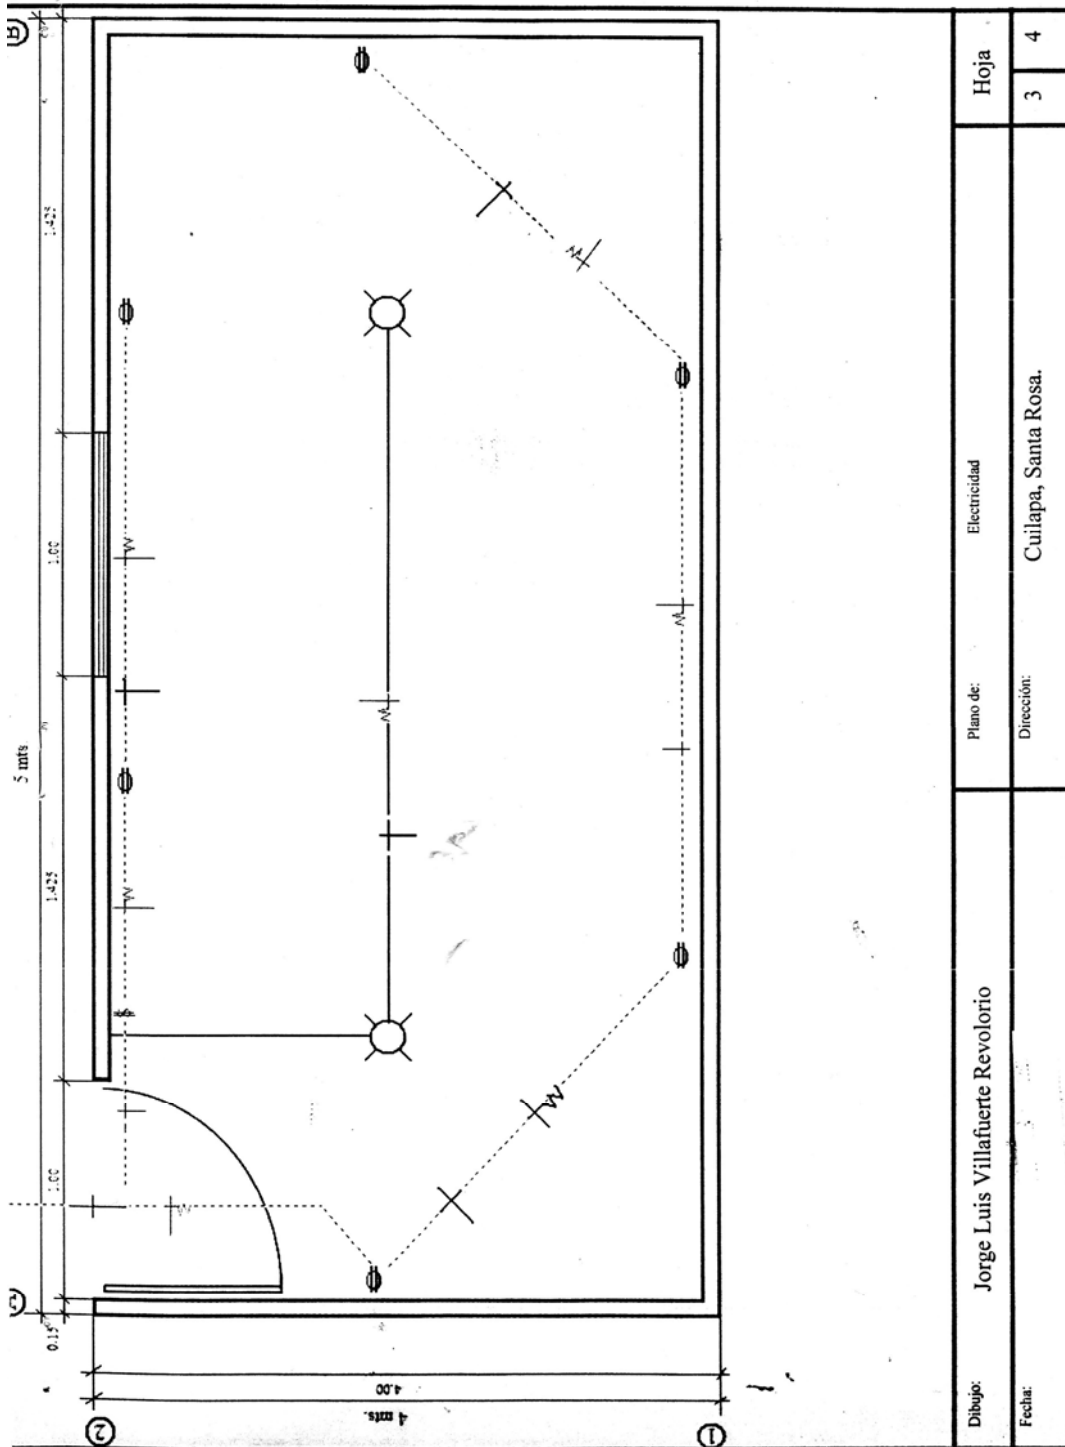 B
5 mts.
1.425
1.00
1.425
1.00
0.15
4.00
4 mts.
2
1
Dibujo:
Jorge Luis Villafuerte Revolorio
Plano de:
Electricidad
Hoja
Fecha:
Dirección:
Cuilapa, Santa Rosa.
3
4